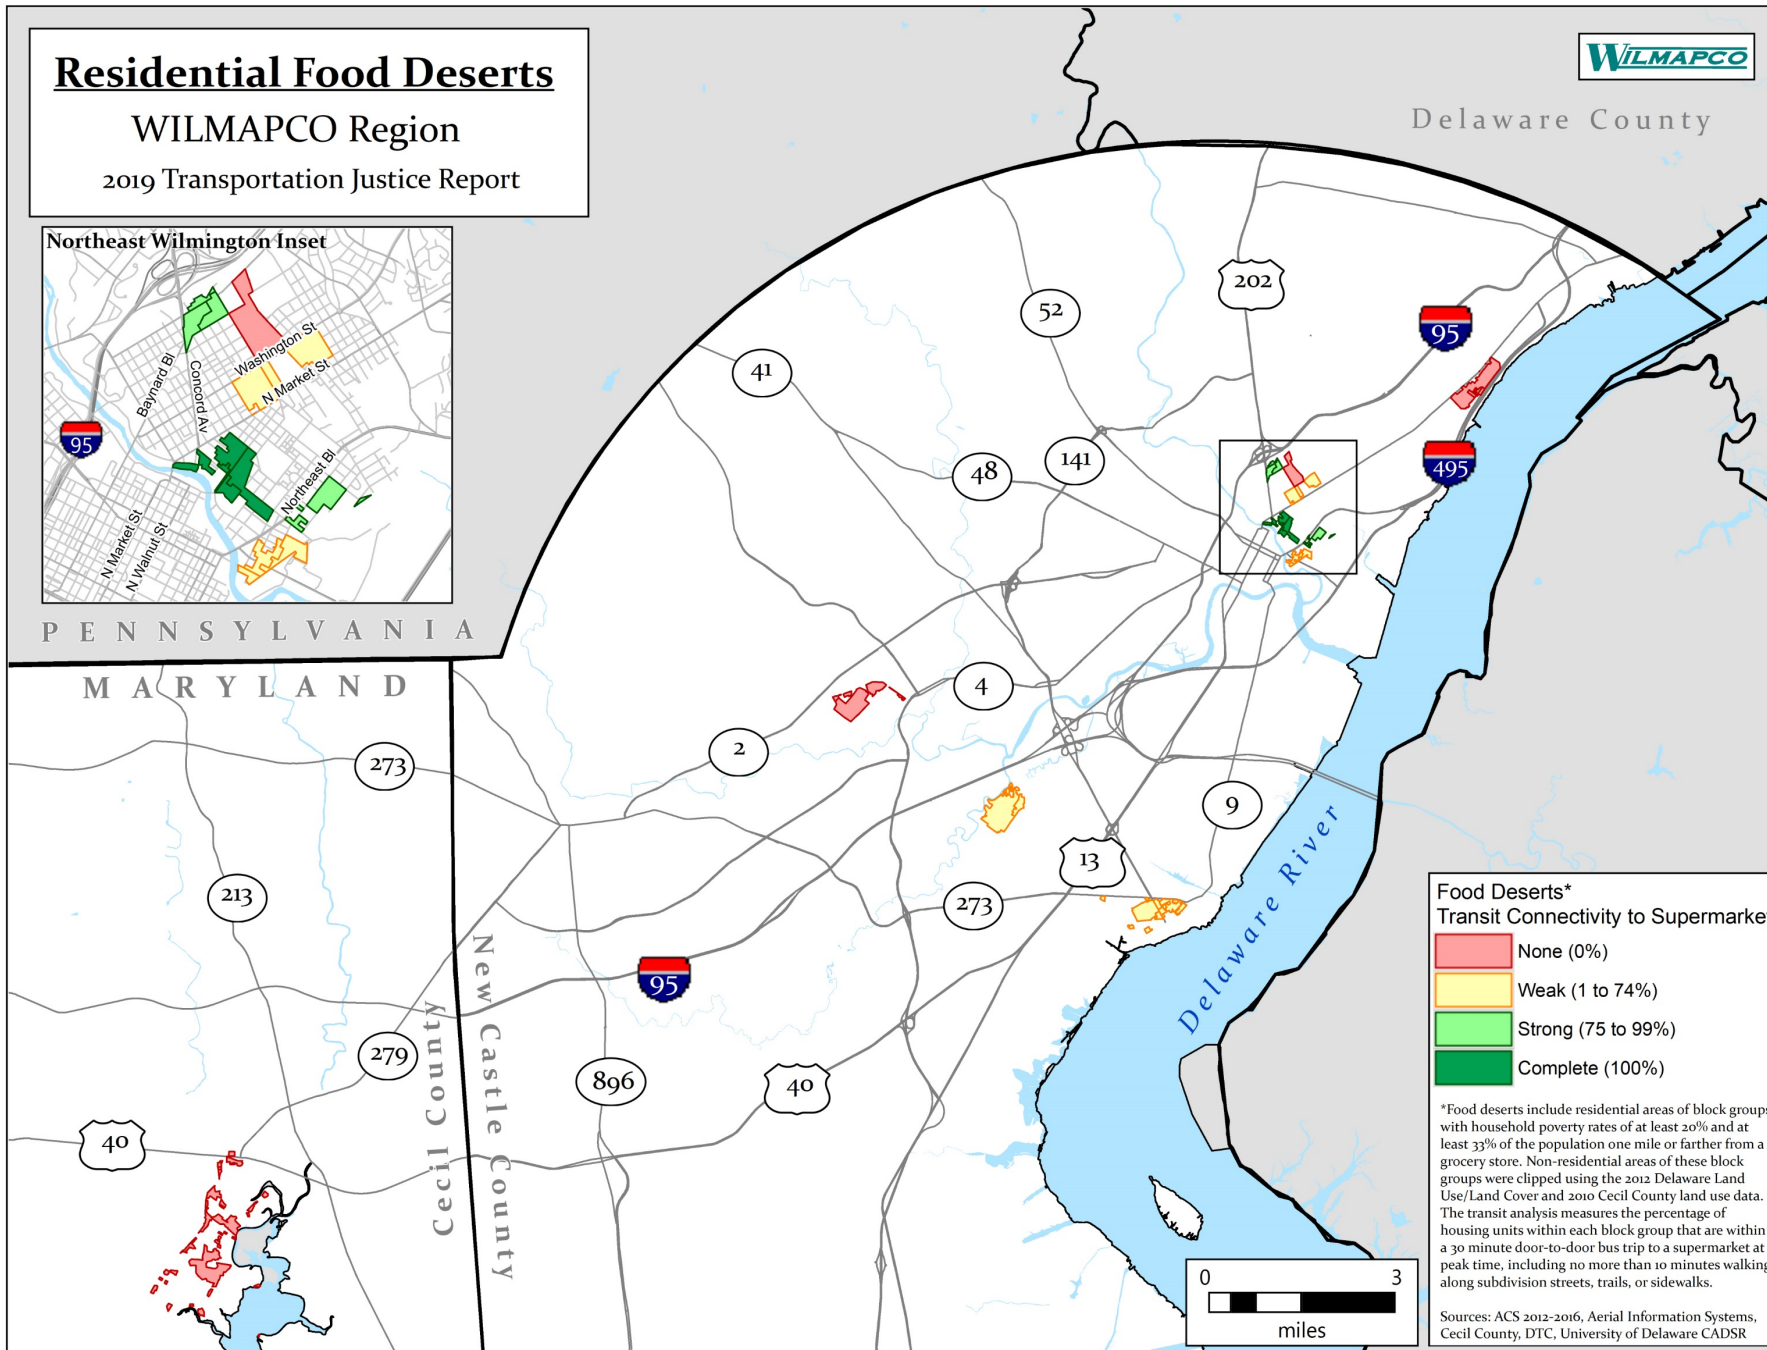 Residential Food Deserts
WILMAPCO Region
2019 Transportation Justice Report
WILMAPCO
Delaware County
Northeast Wilmington Inset
Washington St
N Market St
Baynard Bl
Concord Av
95
Northeast Bl
N Market St
N Walnut St
PENNSYLVANIA
MARYLAND
202
52
95
41
48
141
495
4
2
273
9
13
213
273
95
279
896
40
40
New Castle County
Cecil County
Delaware River
Food Deserts*
Transit Connectivity to Supermarke
None (0%)
Weak (1 to 74%)
Strong (75 to 99%)
Complete (100%)
*Food deserts include residential areas of block groups
with household poverty rates of at least 20% and at
least 33% of the population one mile or farther from a
grocery store. Non-residential areas of these block
groups were clipped using the 2012 Delaware Land
Use/Land Cover and 2010 Cecil County land use data.
The transit analysis measures the percentage of
housing units within each block group that are within
a 30 minute door-to-door bus trip to a supermarket at
peak time, including no more than 10 minutes walking
along subdivision streets, trails, or sidewalks.
Sources: ACS 2012-2016, Aerial Information Systems,
Cecil County, DTC, University of Delaware CADSR
0 3
miles